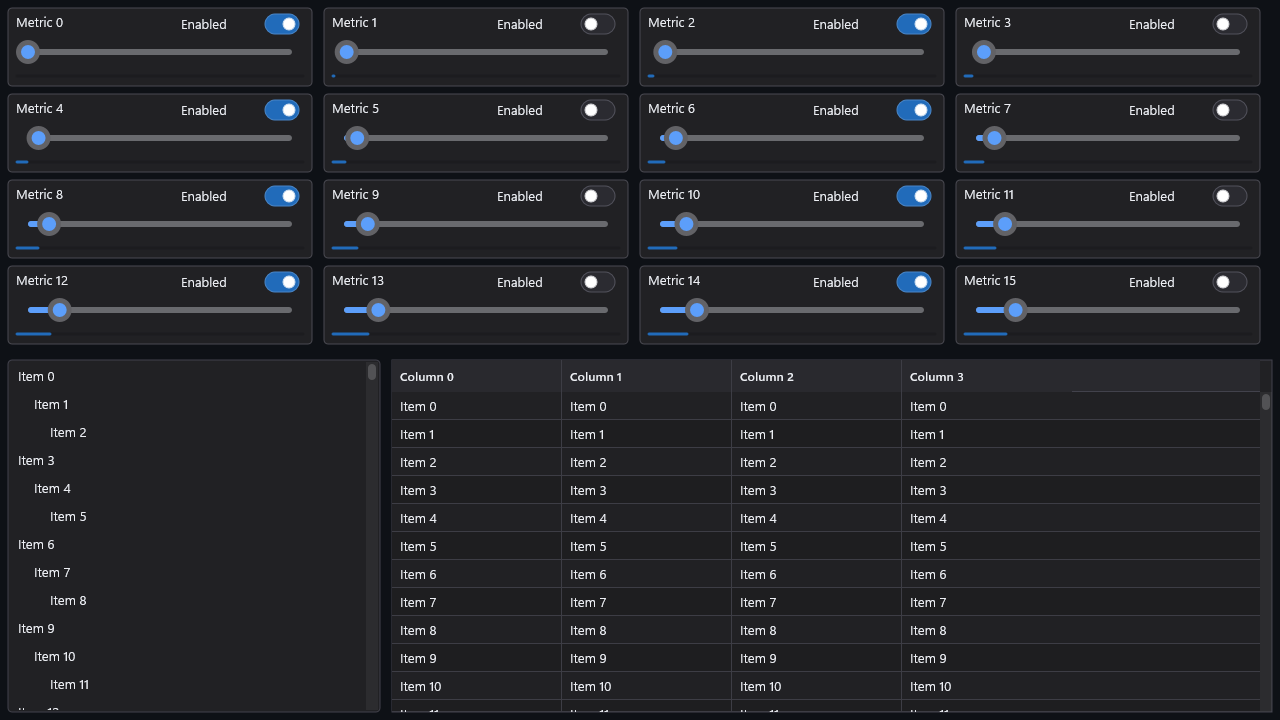 Metric 0 Enabled Metric 1 Enabled Metric 2 Enabled Metric 3 Enabled
Metric 4 Enabled Metric 5 Enabled Metric 6 Enabled Metric 7 Enabled
Metric 8 Enabled Metric 9 Enabled Metric 10 Enabled Metric 11 Enabled
Metric 12 Enabled Metric 13 Enabled Metric 14 Enabled Metric 15 Enabled
Item 0
Item 1
Item 2
Item 3
Item 4
Item 5
Item 6
Item 7
Item 8
Item 9
Item 10
Item 11
Column 0 Column 1 Column 2 Column 3
Item 0 Item 0 Item 0 Item 0
Item 1 Item 1 Item 1 Item 1
Item 2 Item 2 Item 2 Item 2
Item 3 Item 3 Item 3 Item 3
Item 4 Item 4 Item 4 Item 4
Item 5 Item 5 Item 5 Item 5
Item 6 Item 6 Item 6 Item 6
Item 7 Item 7 Item 7 Item 7
Item 8 Item 8 Item 8 Item 8
Item 9 Item 9 Item 9 Item 9
Item 10 Item 10 Item 10 Item 10